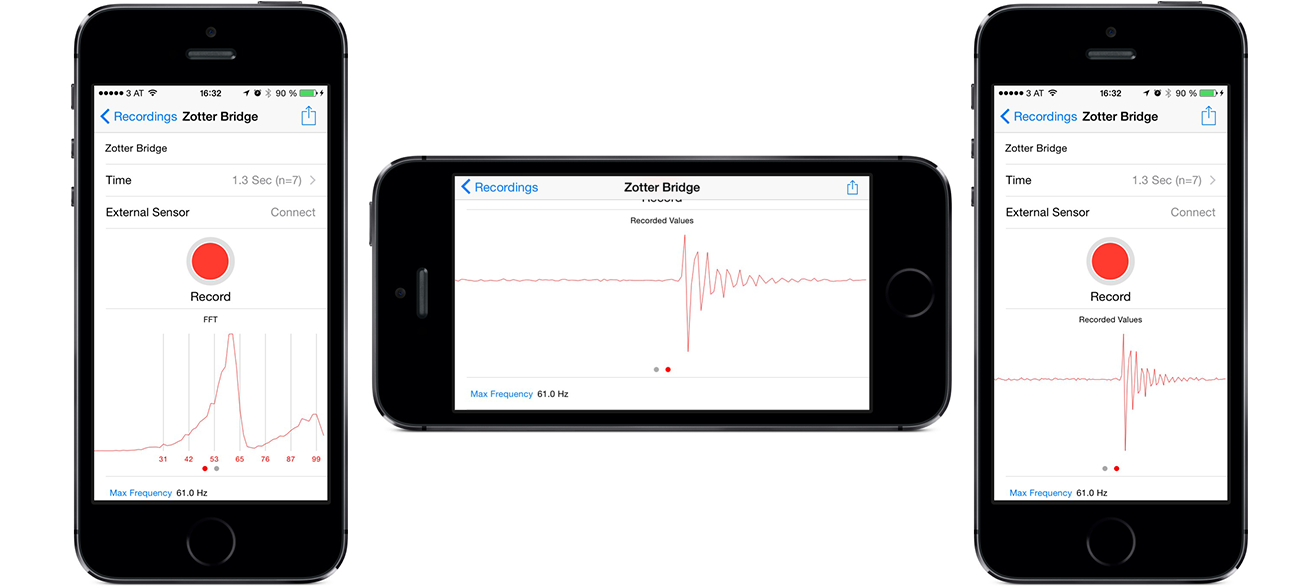 3 AT 16:32 90 %
Recordings Zotter Bridge
Zotter Bridge
Time 1.3 Sec (n=7)
External Sensor Connect
Record
FFT
31 42 53 65 76 87 99
Max Frequency 61.0 Hz
Recordings Zotter Bridge
Record
Recorded Values
Max Frequency 61.0 Hz
3 AT 16:32 90 %
Recordings Zotter Bridge
Zotter Bridge
Time 1.3 Sec (n=7)
External Sensor Connect
Record
Recorded Values
Max Frequency 61.0 Hz